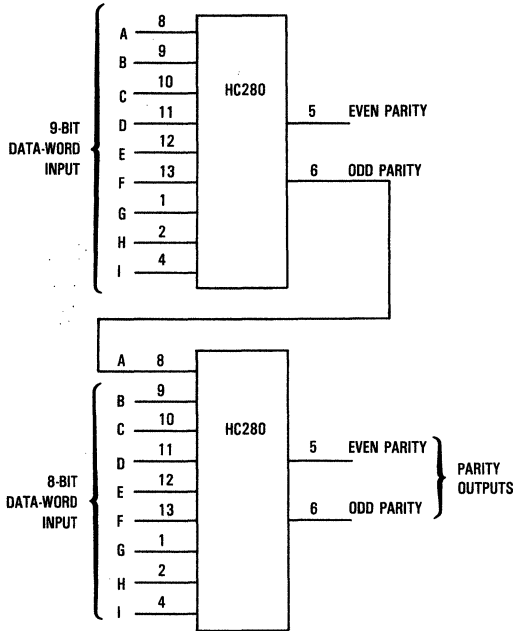 A 8
B 9
C 10
HC280
D 11
5 EVEN PARITY
9-BIT
DATA-WORD
INPUT
E 12
F 13
6 ODD PARITY
G 1
H 2
I 4
A 8
B 9
C 10
HC280
D 11
5 EVEN PARITY
8-BIT
DATA-WORD
INPUT
E 12
PARITY
OUTPUTS
F 13
6 ODD PARITY
G 1
H 2
I 4